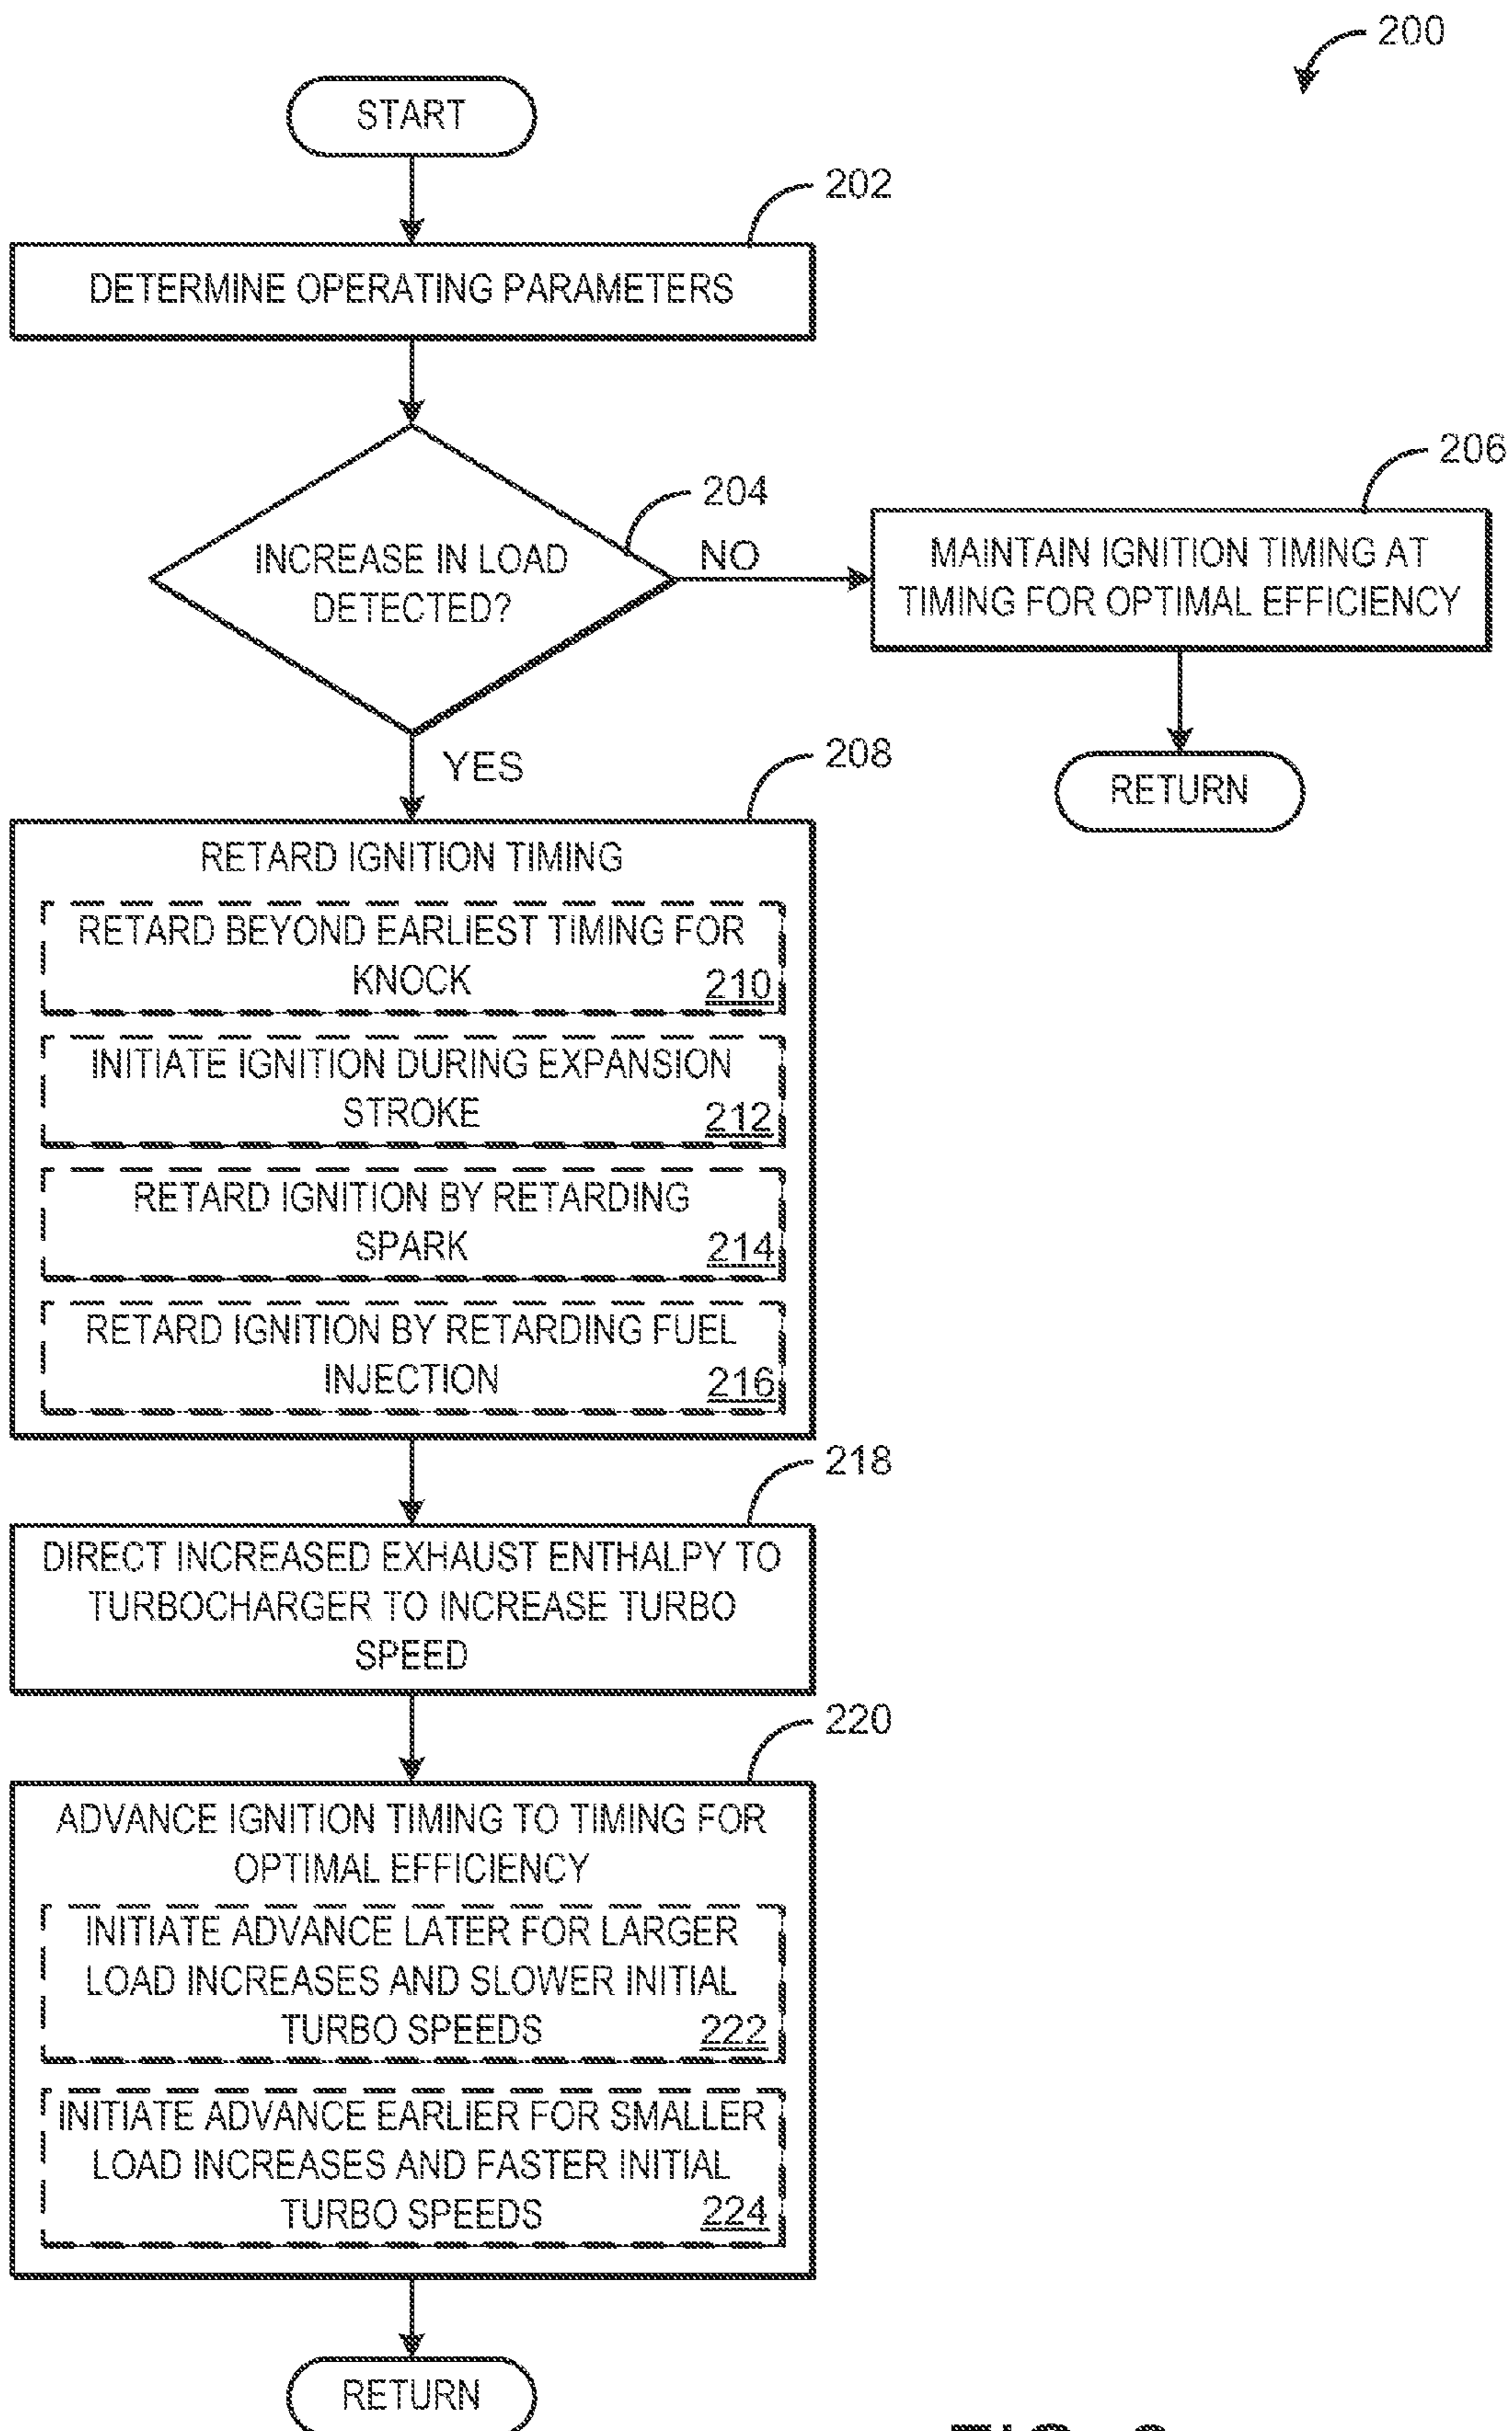 200
START
202
DETERMINE OPERATING PARAMETERS
204
INCREASE IN LOAD
DETECTED?
NO
206
MAINTAIN IGNITION TIMING AT
TIMING FOR OPTIMAL EFFICIENCY
RETURN
YES
208
RETARD IGNITION TIMING
RETARD BEYOND EARLIEST TIMING FOR
KNOCK 210
INITIATE IGNITION DURING EXPANSION
STROKE 212
RETARD IGNITION BY RETARDING
SPARK 214
RETARD IGNITION BY RETARDING FUEL
INJECTION 216
218
DIRECT INCREASED EXHAUST ENTHALPY TO
TURBOCHARGER TO INCREASE TURBO
SPEED
220
ADVANCE IGNITION TIMING TO TIMING FOR
OPTIMAL EFFICIENCY
INITIATE ADVANCE LATER FOR LARGER
LOAD INCREASES AND SLOWER INITIAL
TURBO SPEEDS 222
INITIATE ADVANCE EARLIER FOR SMALLER
LOAD INCREASES AND FASTER INITIAL
TURBO SPEEDS 224
RETURN